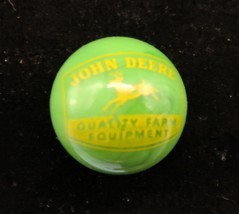 JOHN DEERE
QUALITY FARM
EQUIPMENT